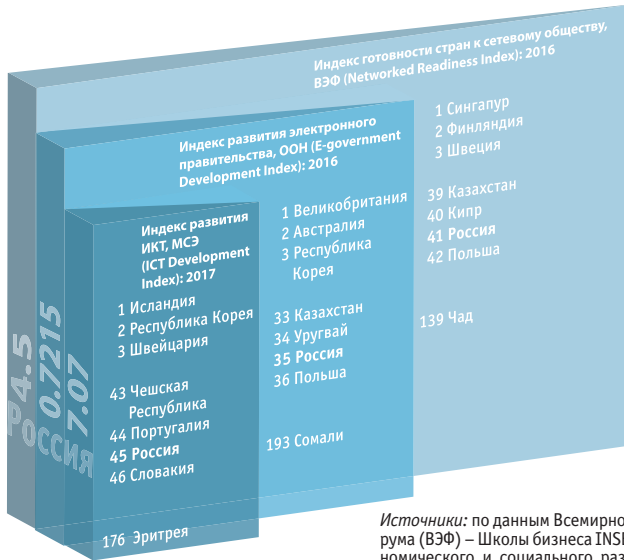 Индекс готовности стран к сетевому обществу,
ВЭФ (Networked Readiness Index): 2016
1 Сингапур
2 Финляндия
3 Швеция
39 Казахстан
40 Кипр
41 Россия
42 Польша
139 Чад
Индекс развития электронного
правительства, ООН (E-government
Development Index): 2016
1 Великобритания
2 Австралия
3 Республика
Корея
33 Казахстан
34 Уругвай
35 Россия
36 Польша
193 Сомали
Индекс развития
ИКТ, МСЭ
(ICT Development
Index): 2017
1 Исландия
2 Республика Корея
3 Швейцария
43 Чешская
Республика
44 Португалия
45 Россия
46 Словакия
176 Эритрея
4.5
0.7215
7.07
Россия
Источники: по данным Всемирно
рума (ВЭФ) – Школы бизнеса INSE
номического и социального раз